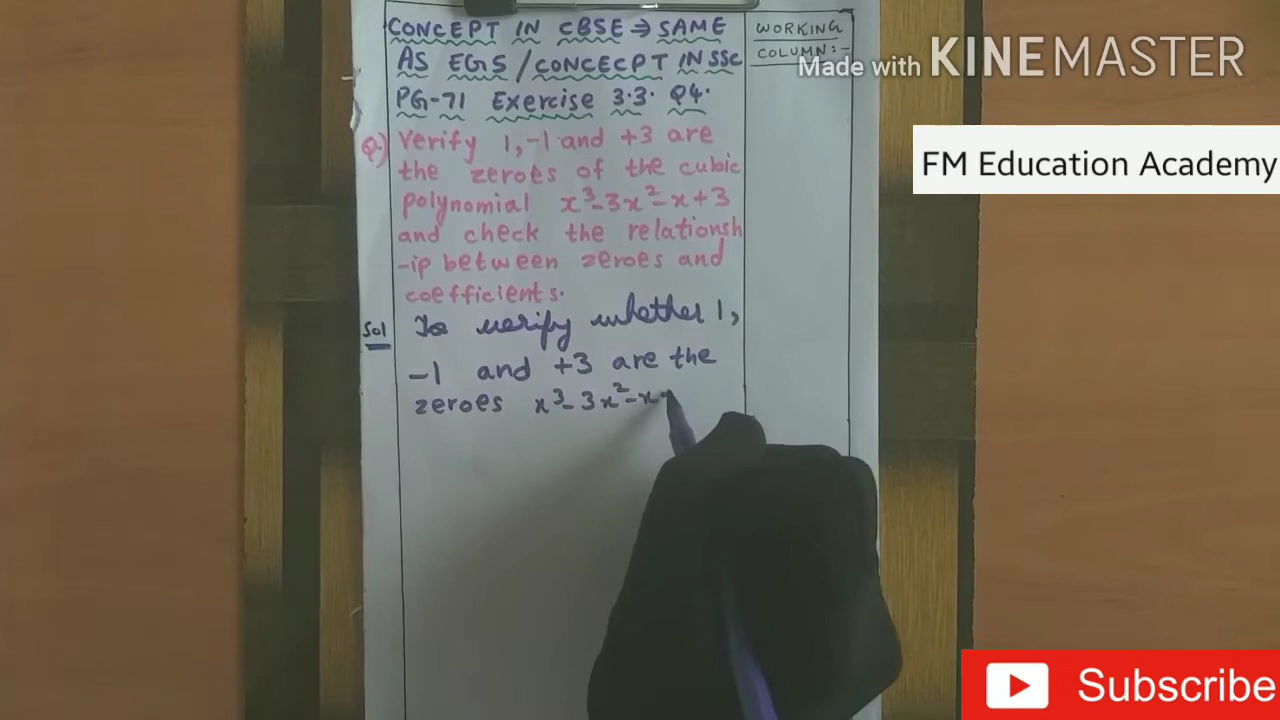 CONCEPT IN CBSE ⇒ SAME
AS EGS / CONCECPT IN SSC
PG-71 Exercise 3.3. Q4.
Q) Verify 1, -1 and +3 are
the zeroes of the cubic
polynomial x³-3x²-x+3
and check the relationsh
-ip between zeroes and
coefficients.
Sol To verify whether 1,
-1 and +3 are the
zeroes x³-3x²-x
WORKING
COLUMN:-
Made with KINEMASTER
FM Education Academy
Subscribe